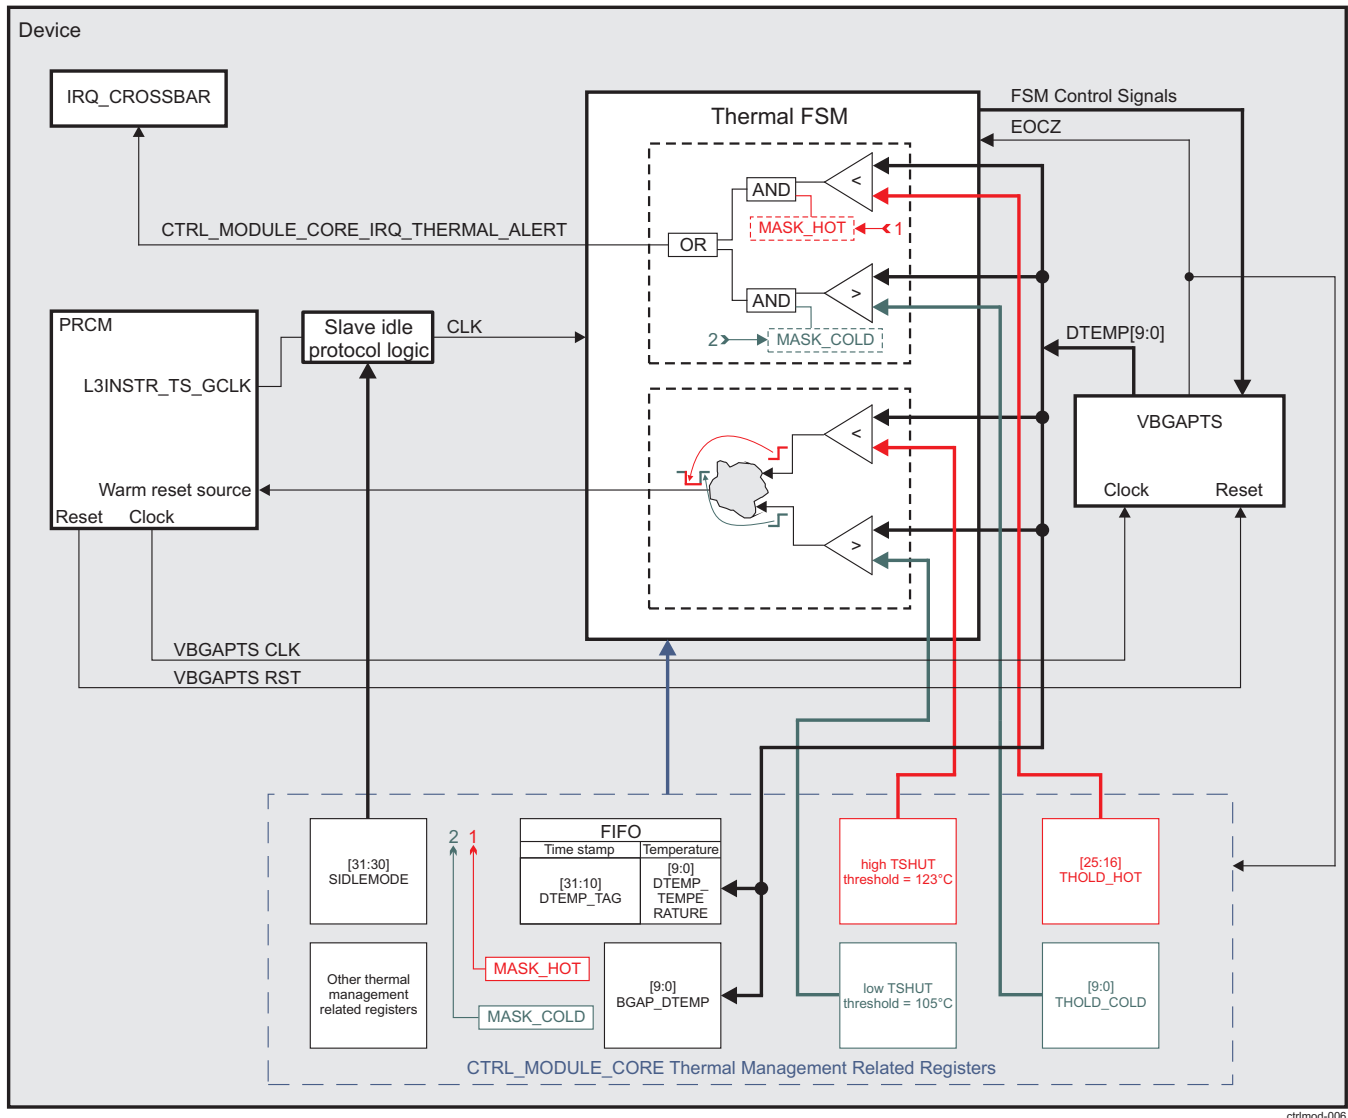 Device
IRQ_CROSSBAR
Thermal FSM
FSM Control Signals
EOCZ
<
AND
MASK_HOT
1
CTRL_MODULE_CORE_IRQ_THERMAL_ALERT
OR
>
AND
2
MASK_COLD
PRCM
Slave idle
protocol logic
CLK
L3INSTR_TS_GCLK
DTEMP[9:0]
VBGAPTS
<
Warm reset source
Clock
Reset
Reset
Clock
>
VBGAPTS CLK
VBGAPTS RST
[31:30]
SIDLEMODE
2
1
FIFO
Time stamp
Temperature
[31:10]
DTEMP_TAG
[9:0]
DTEMP_
TEMPE
RATURE
high TSHUT
threshold = 123°C
[25:16]
THOLD_HOT
Other thermal
management
related registers
MASK_HOT
MASK_COLD
[9:0]
BGAP_DTEMP
low TSHUT
threshold = 105°C
[9:0]
THOLD_COLD
CTRL_MODULE_CORE Thermal Management Related Registers
ctrlmod-006